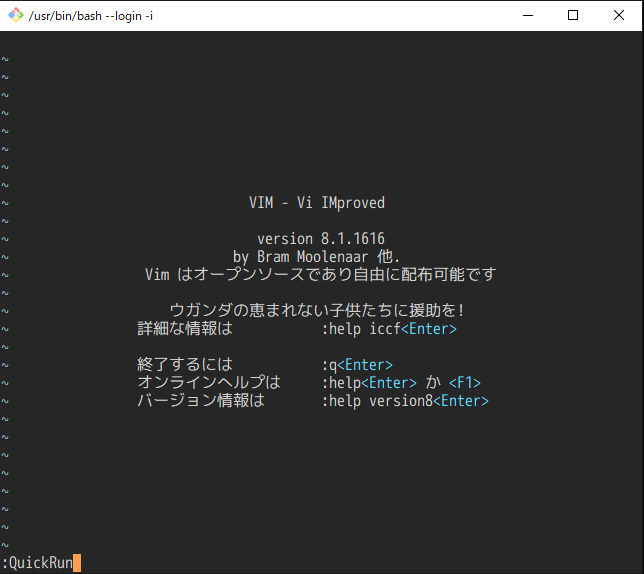 /usr/bin/bash --login -i
~
~
~
~
~
~
~
~
~ VIM - Vi IMproved
~
~ version 8.1.1616
~ by Bram Moolenaar 他.
~ Vim はオープンソースであり自由に配布可能です
~
~ ウガンダの恵まれない子供たちに援助を!
~ 詳細な情報は :help iccf<Enter>
~
~ 終了するには :q<Enter>
~ オンラインヘルプは :help<Enter> か <F1>
~ バージョン情報は :help version8<Enter>
~
~
~
~
~
~
~
~
:QuickRun